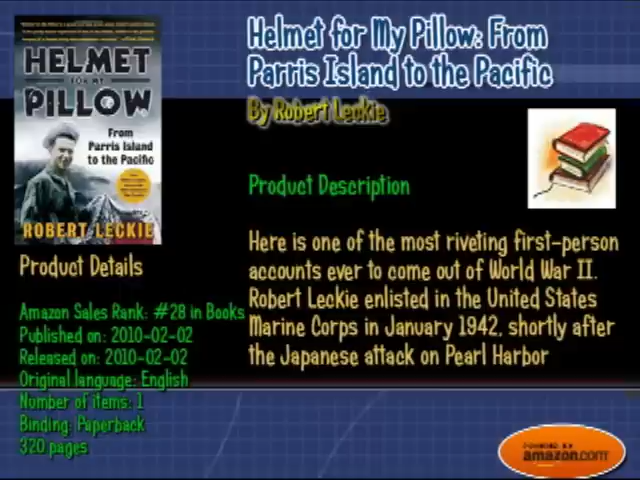 HELMET
FOR MY
PILLOW
From
Parris Island
to the Pacific
ROBERT LECKIE
Helmet for My Pillow: From
Parris Island to the Pacific
By Robert Leckie
Product Description
Here is one of the most riveting first-person
accounts ever to come out of World War II.
Robert Leckie enlisted in the United States
Marine Corps in January 1942, shortly after
the Japanese attack on Pearl Harbor
Product Details
Amazon Sales Rank: #28 in Books
Published on: 2010-02-02
Released on: 2010-02-02
Original language: English
Number of items: 1
Binding: Paperback
320 pages
POWERED BY
amazon.com